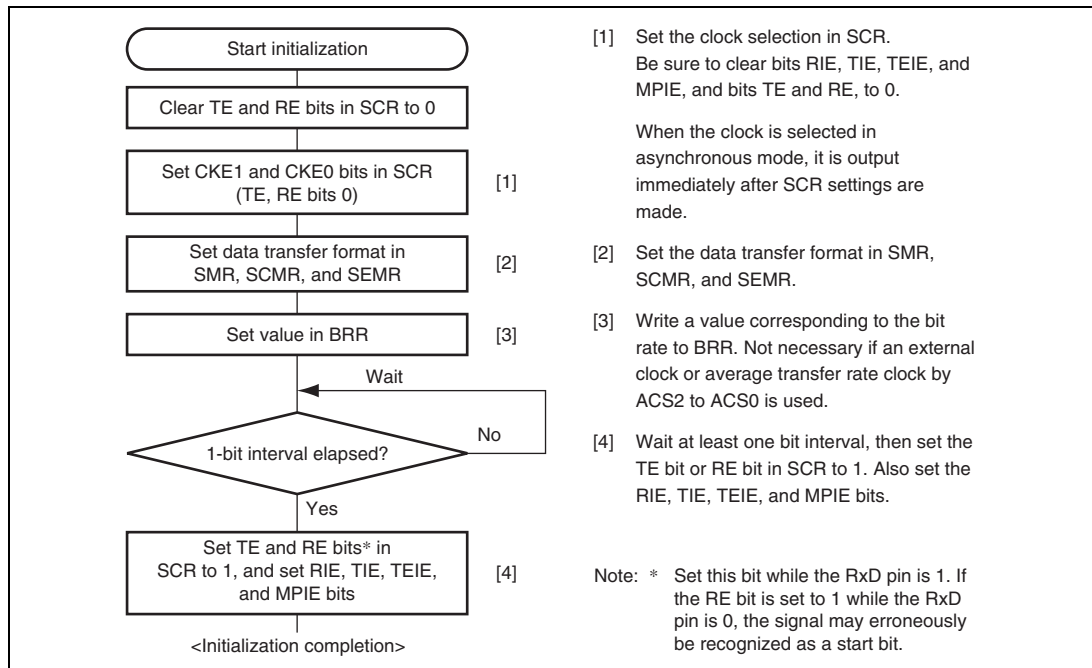 Start initialization
Clear TE and RE bits in SCR to 0
Set CKE1 and CKE0 bits in SCR
(TE, RE bits 0)
[1]
Set data transfer format in
SMR, SCMR, and SEMR
[2]
Set value in BRR
[3]
Wait
1-bit interval elapsed?
No
Yes
Set TE and RE bits* in
SCR to 1, and set RIE, TIE, TEIE,
and MPIE bits
[4]
<Initialization completion>
[1] Set the clock selection in SCR.
Be sure to clear bits RIE, TIE, TEIE, and
MPIE, and bits TE and RE, to 0.
When the clock is selected in
asynchronous mode, it is output
immediately after SCR settings are
made.
[2] Set the data transfer format in SMR,
SCMR, and SEMR.
[3] Write a value corresponding to the bit
rate to BRR. Not necessary if an external
clock or average transfer rate clock by
ACS2 to ACS0 is used.
[4] Wait at least one bit interval, then set the
TE bit or RE bit in SCR to 1. Also set the
RIE, TIE, TEIE, and MPIE bits.
Note: * Set this bit while the RxD pin is 1. If
the RE bit is set to 1 while the RxD
pin is 0, the signal may erroneously
be recognized as a start bit.